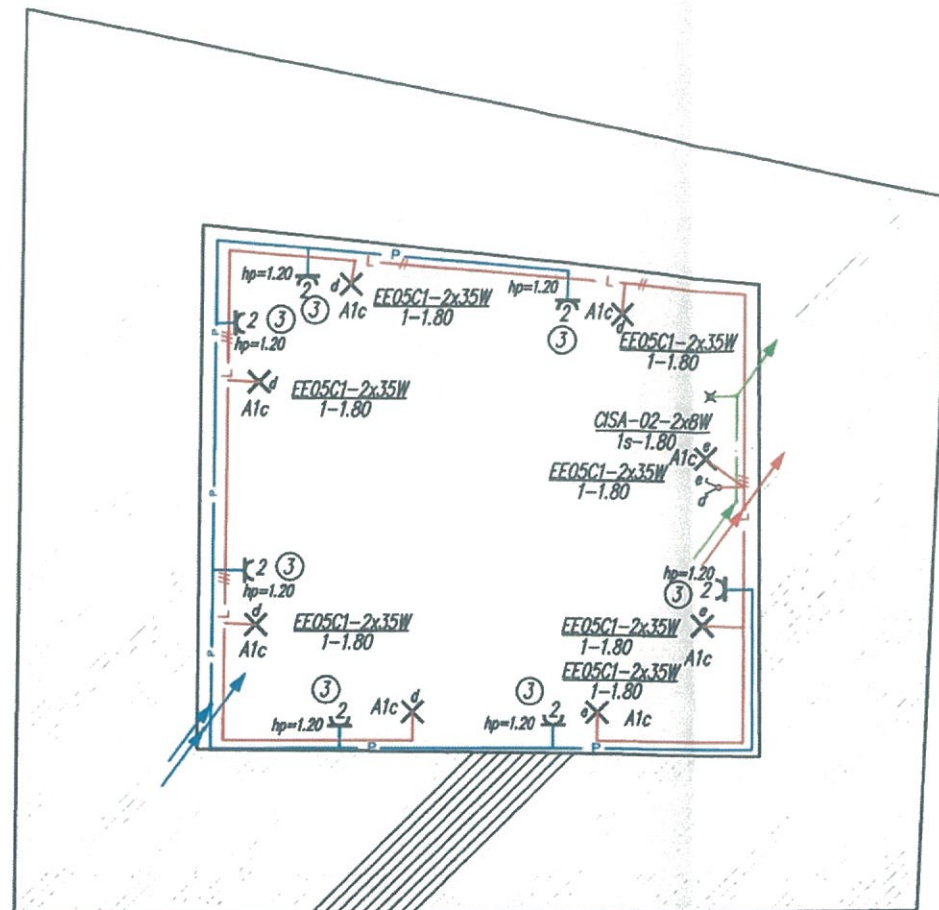 P
L
L
hp=1.20
2
3
d
A1c
EE05C1-2x35W
1-1.80
hp=1.20
2
3
A1c
d
EE05C1-2x35W
1-1.80
2
3
hp=1.20
P
L
d
A1c
EE05C1-2x35W
1-1.80
CISA-02-2x8W
1s-1.80
A1c
e
EE05C1-2x35W
1-1.80
e
d
L
P
2
3
hp=1.20
L
d
A1c
EE05C1-2x35W
1-1.80
hp=1.20
3
2
EE05C1-2x35W
1-1.80
e
A1c
EE05C1-2x35W
1-1.80
P
3
2
hp=1.20
A1c
d
3
2
hp=1.20
e
A1c
P
P